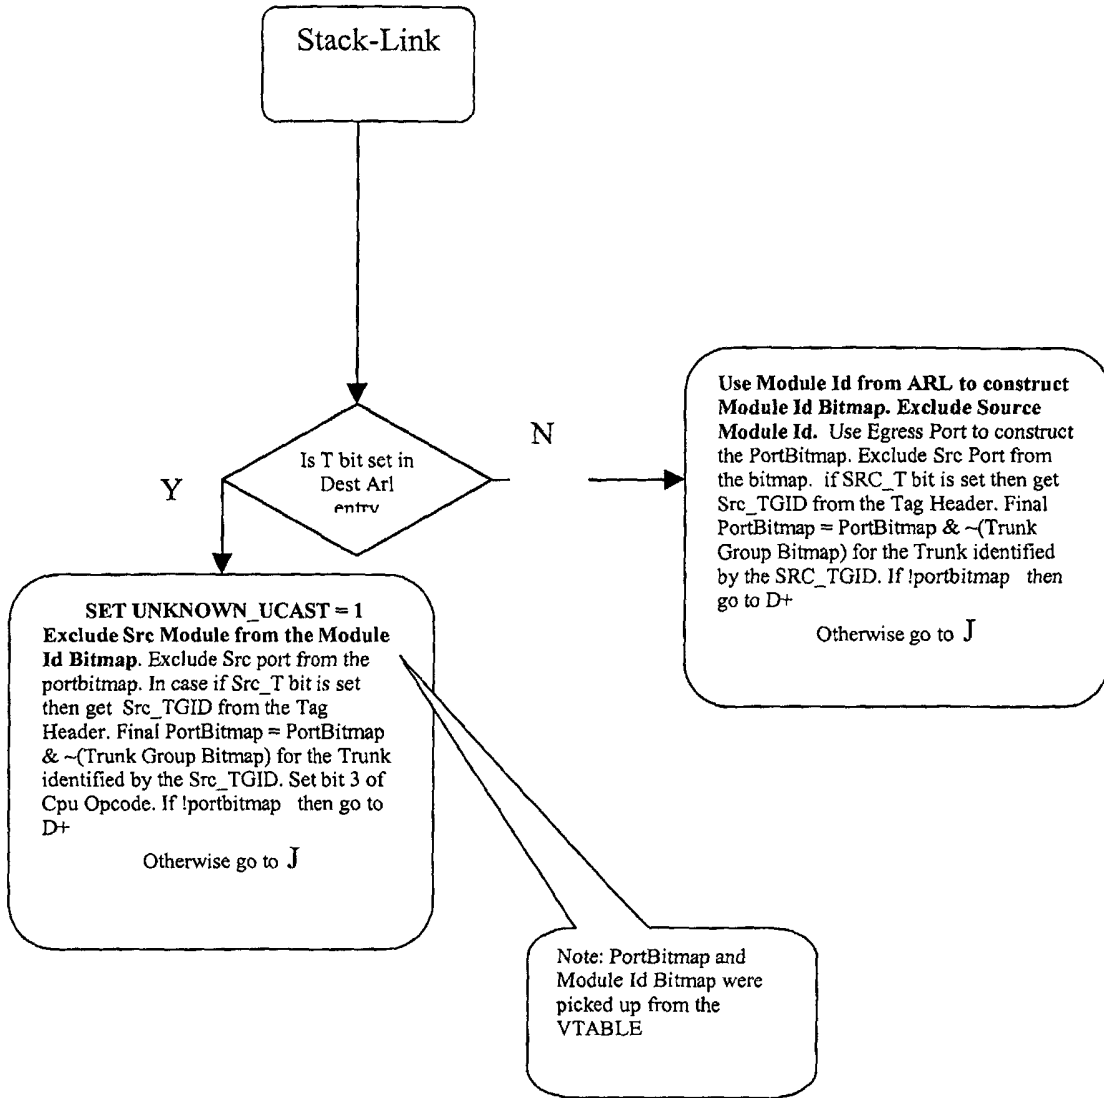 Stack-Link
Is T bit set in
Dest Arl
entry
Y
N
Use Module Id from ARL to construct
Module Id Bitmap. Exclude Source
Module Id. Use Egress Port to construct
the PortBitmap. Exclude Src Port from
the bitmap. if SRC_T bit is set then get
Src_TGID from the Tag Header. Final
PortBitmap = PortBitmap & ~(Trunk
Group Bitmap) for the Trunk identified
by the SRC_TGID. If !portbitmap then
go to D+
Otherwise go to J
SET UNKNOWN_UCAST = 1
Exclude Src Module from the Module
Id Bitmap. Exclude Src port from the
portbitmap. In case if Src_T bit is set
then get Src_TGID from the Tag
Header. Final PortBitmap = PortBitmap
& ~(Trunk Group Bitmap) for the Trunk
identified by the Src_TGID. Set bit 3 of
Cpu Opcode. If !portbitmap then go to
D+
Otherwise go to J
Note: PortBitmap and
Module Id Bitmap were
picked up from the
VTABLE